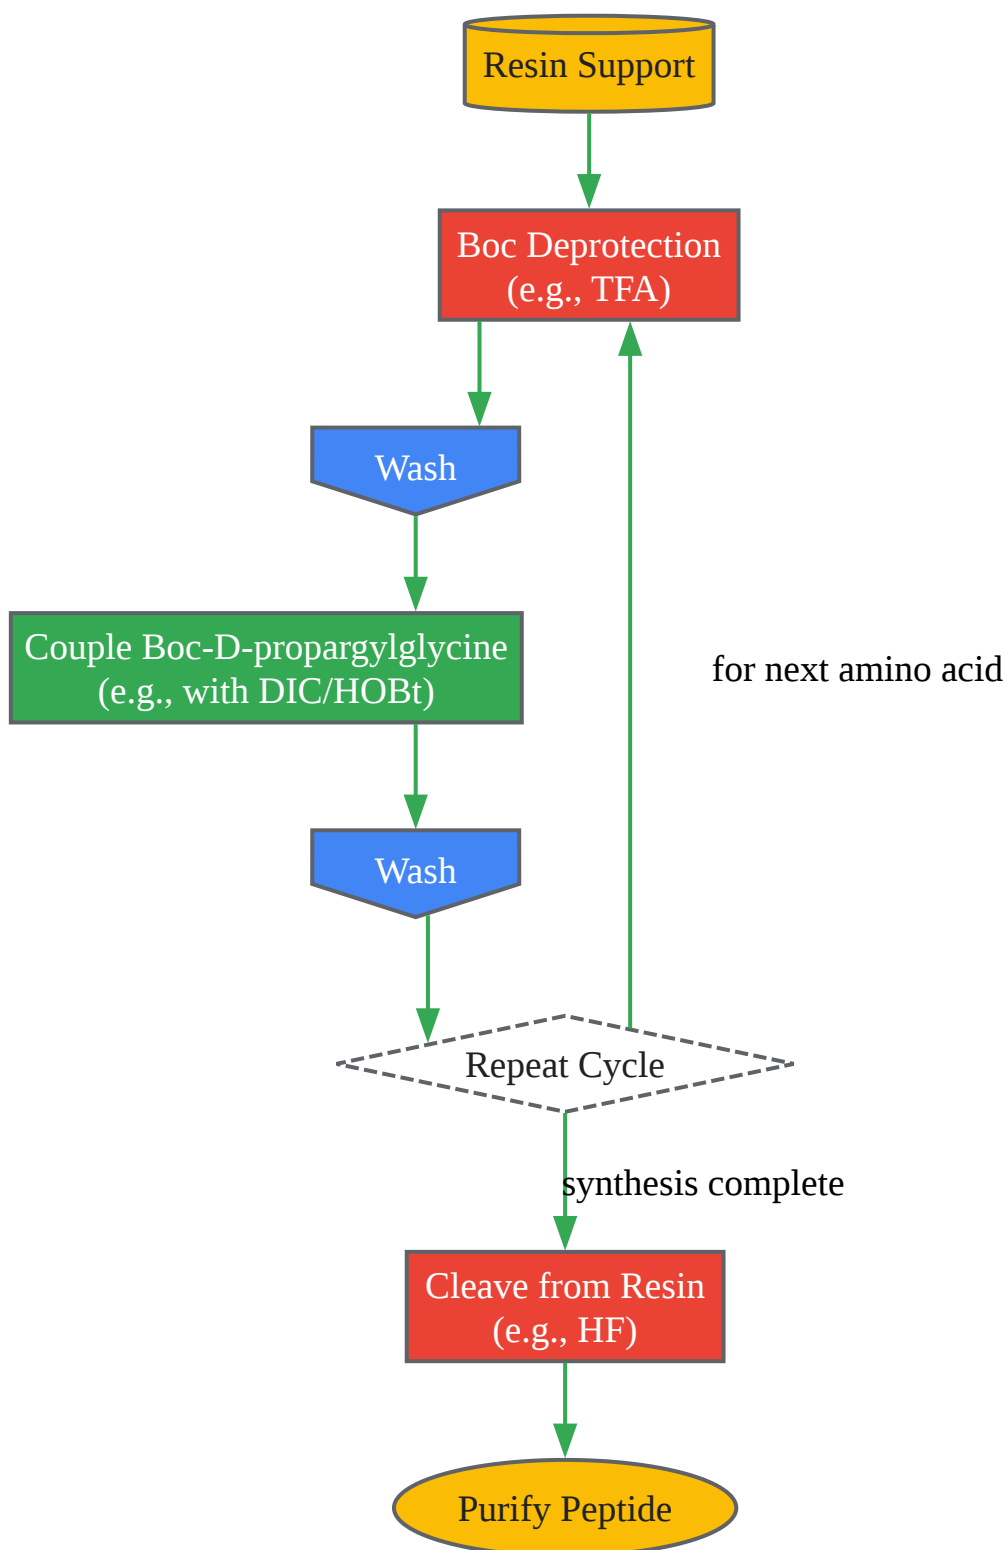 Resin Support
Boc Deprotection
(e.g., TFA)
Wash
Couple Boc-D-propargylglycine
(e.g., with DIC/HOBt)
for next amino acid
Wash
Repeat Cycle
synthesis complete
Cleave from Resin
(e.g., HF)
Purify Peptide